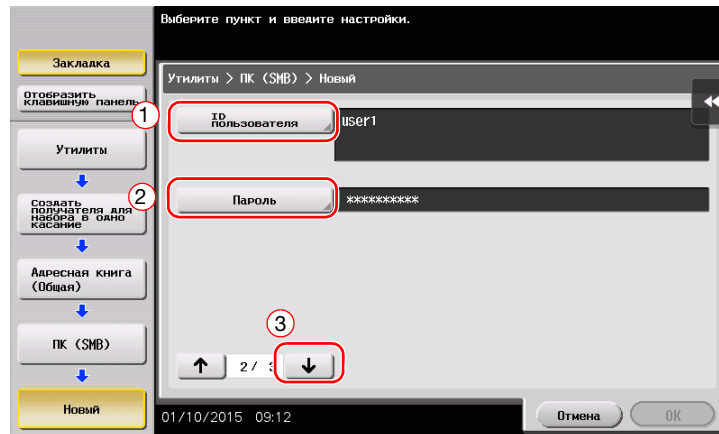 Выберите пункт и введите настройки.
Закладка
Отобразить
клавишную панель
Утилиты > ПК (SMB) > Новый
1
ID
пользователя
user1
Утилиты
2
Создать
получателя для
набора в одно
касание
Пароль
**********
Адресная книга
(Общая)
3
ПК (SMB)
↑ 2/ 3 ↓
Новый
01/10/2015 09:12
Отмена
OK